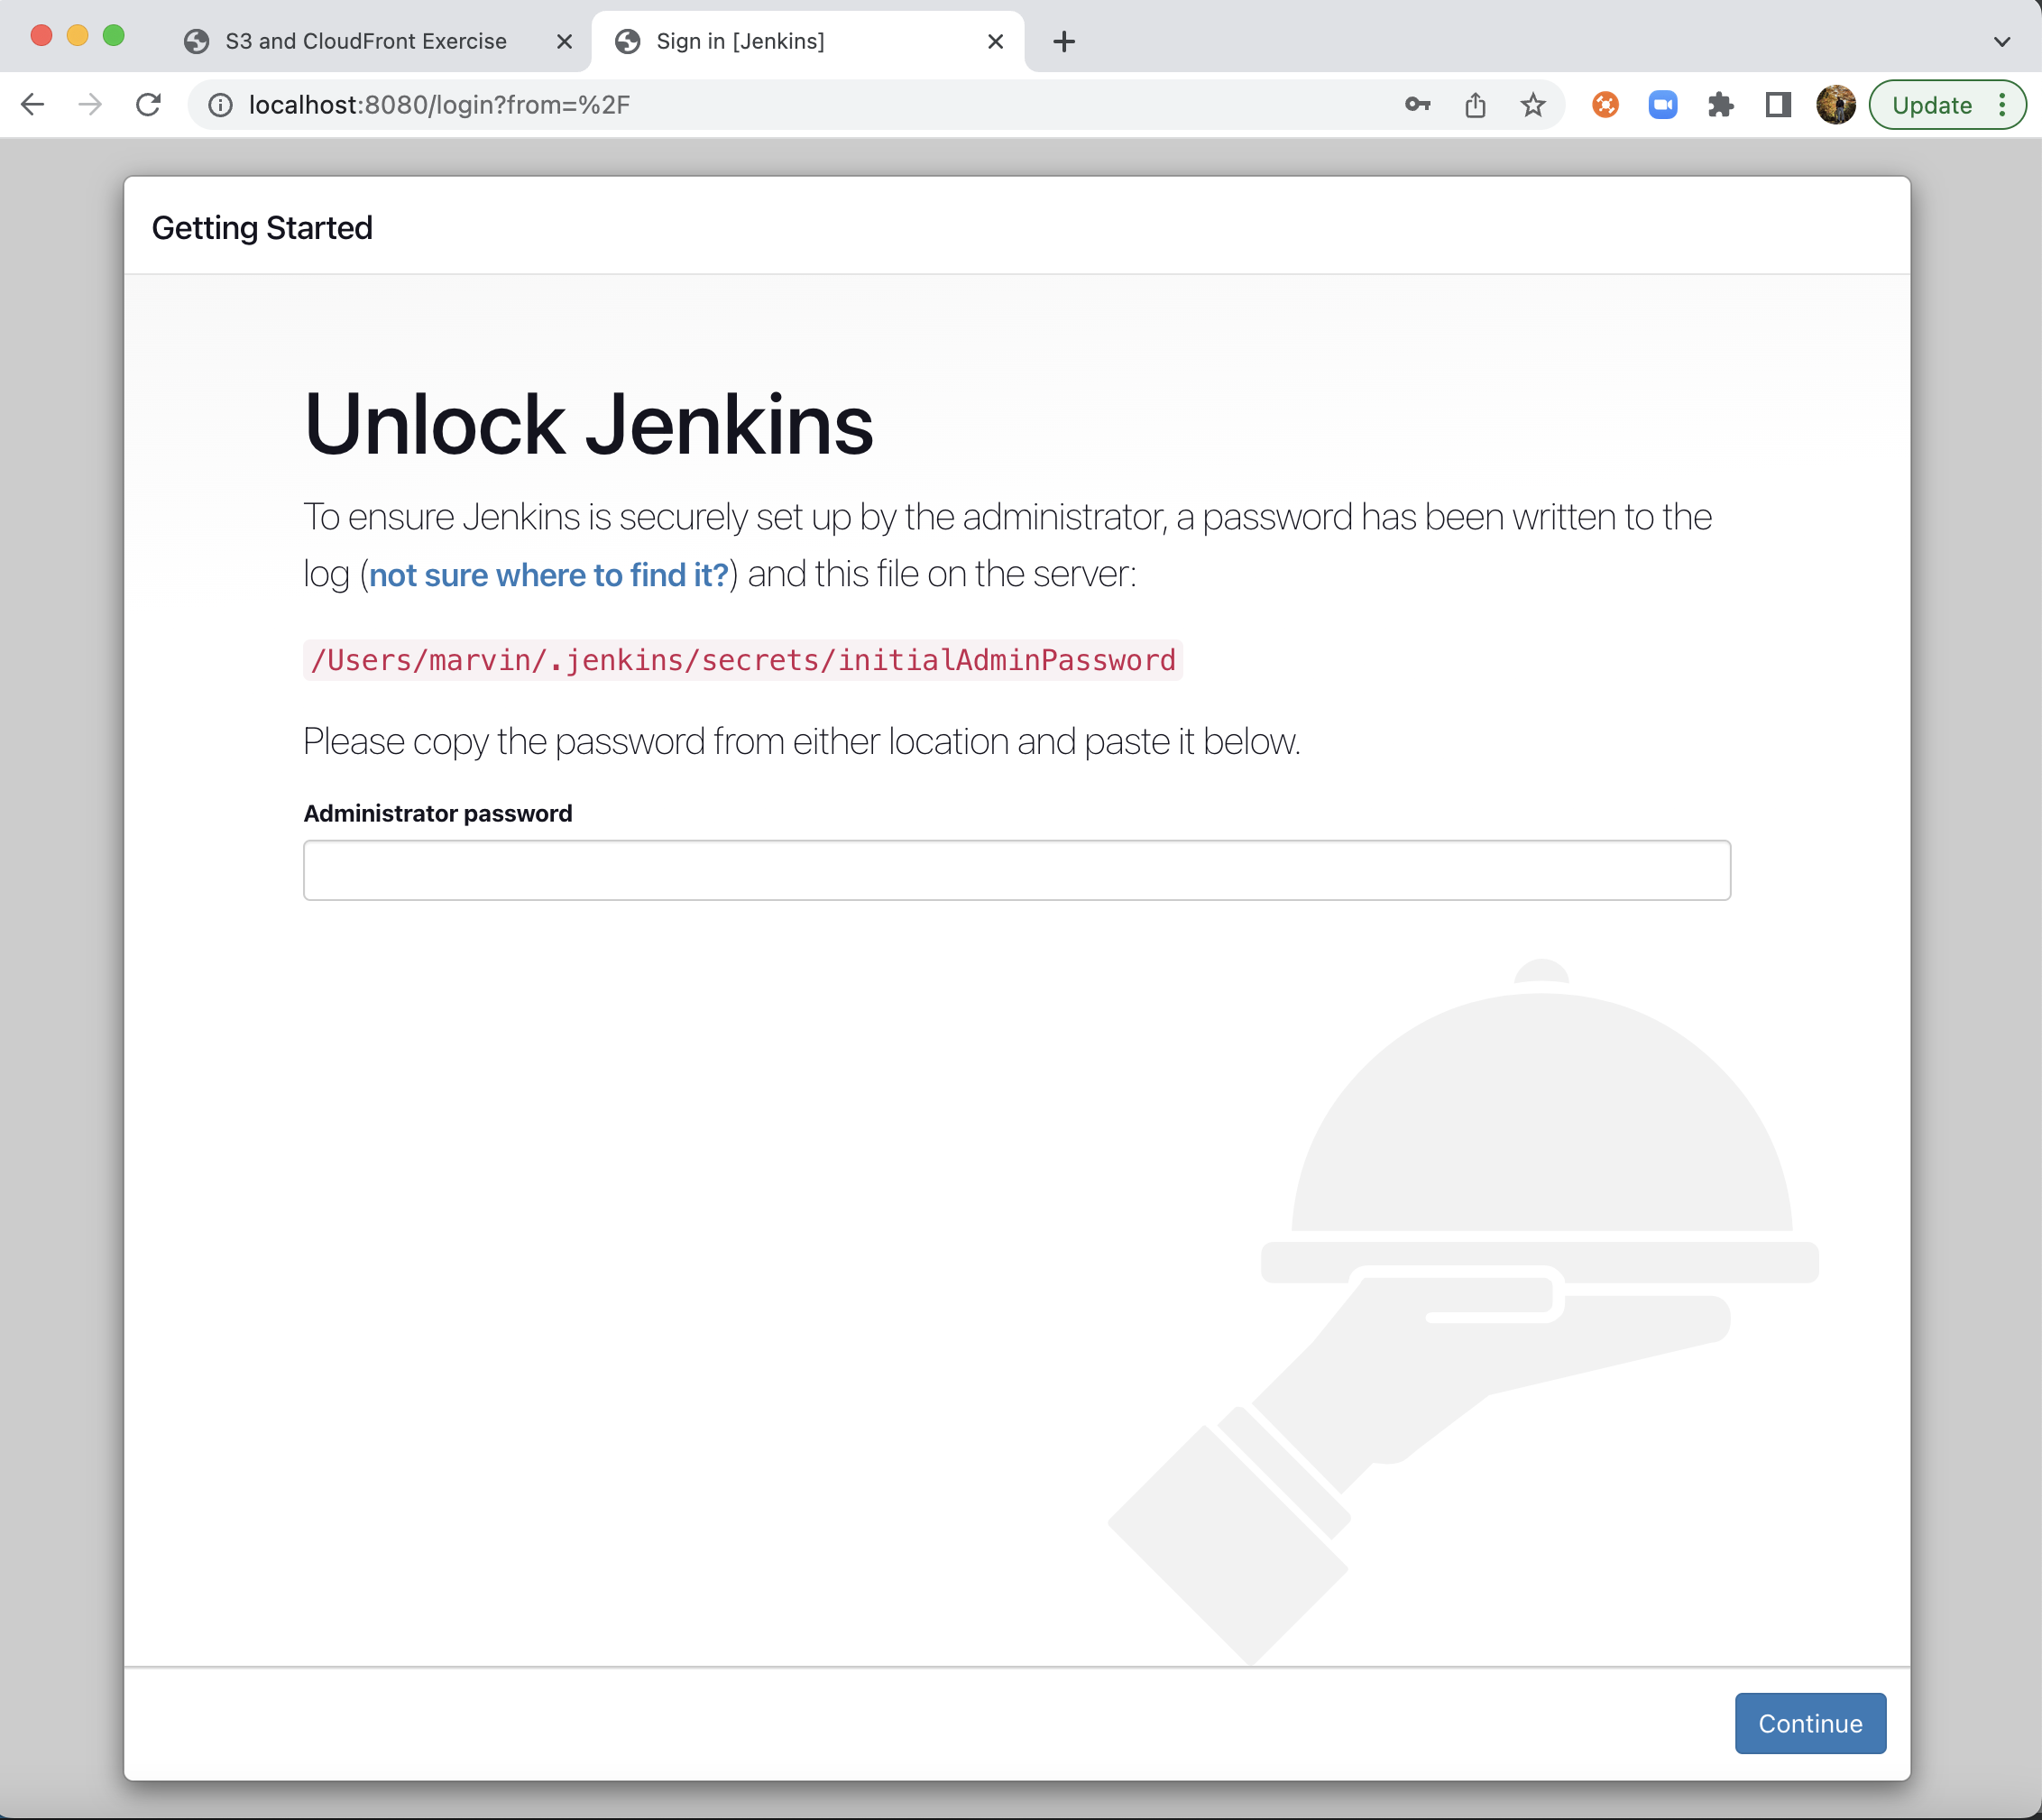 S3 and CloudFront Exercise
Sign in [Jenkins]
localhost:8080/login?from=%2F
Update
Getting Started
Unlock Jenkins
To ensure Jenkins is securely set up by the administrator, a password has been written to the
log (not sure where to find it?) and this file on the server:
/Users/marvin/.jenkins/secrets/initialAdminPassword
Please copy the password from either location and paste it below.
Administrator password
Continue